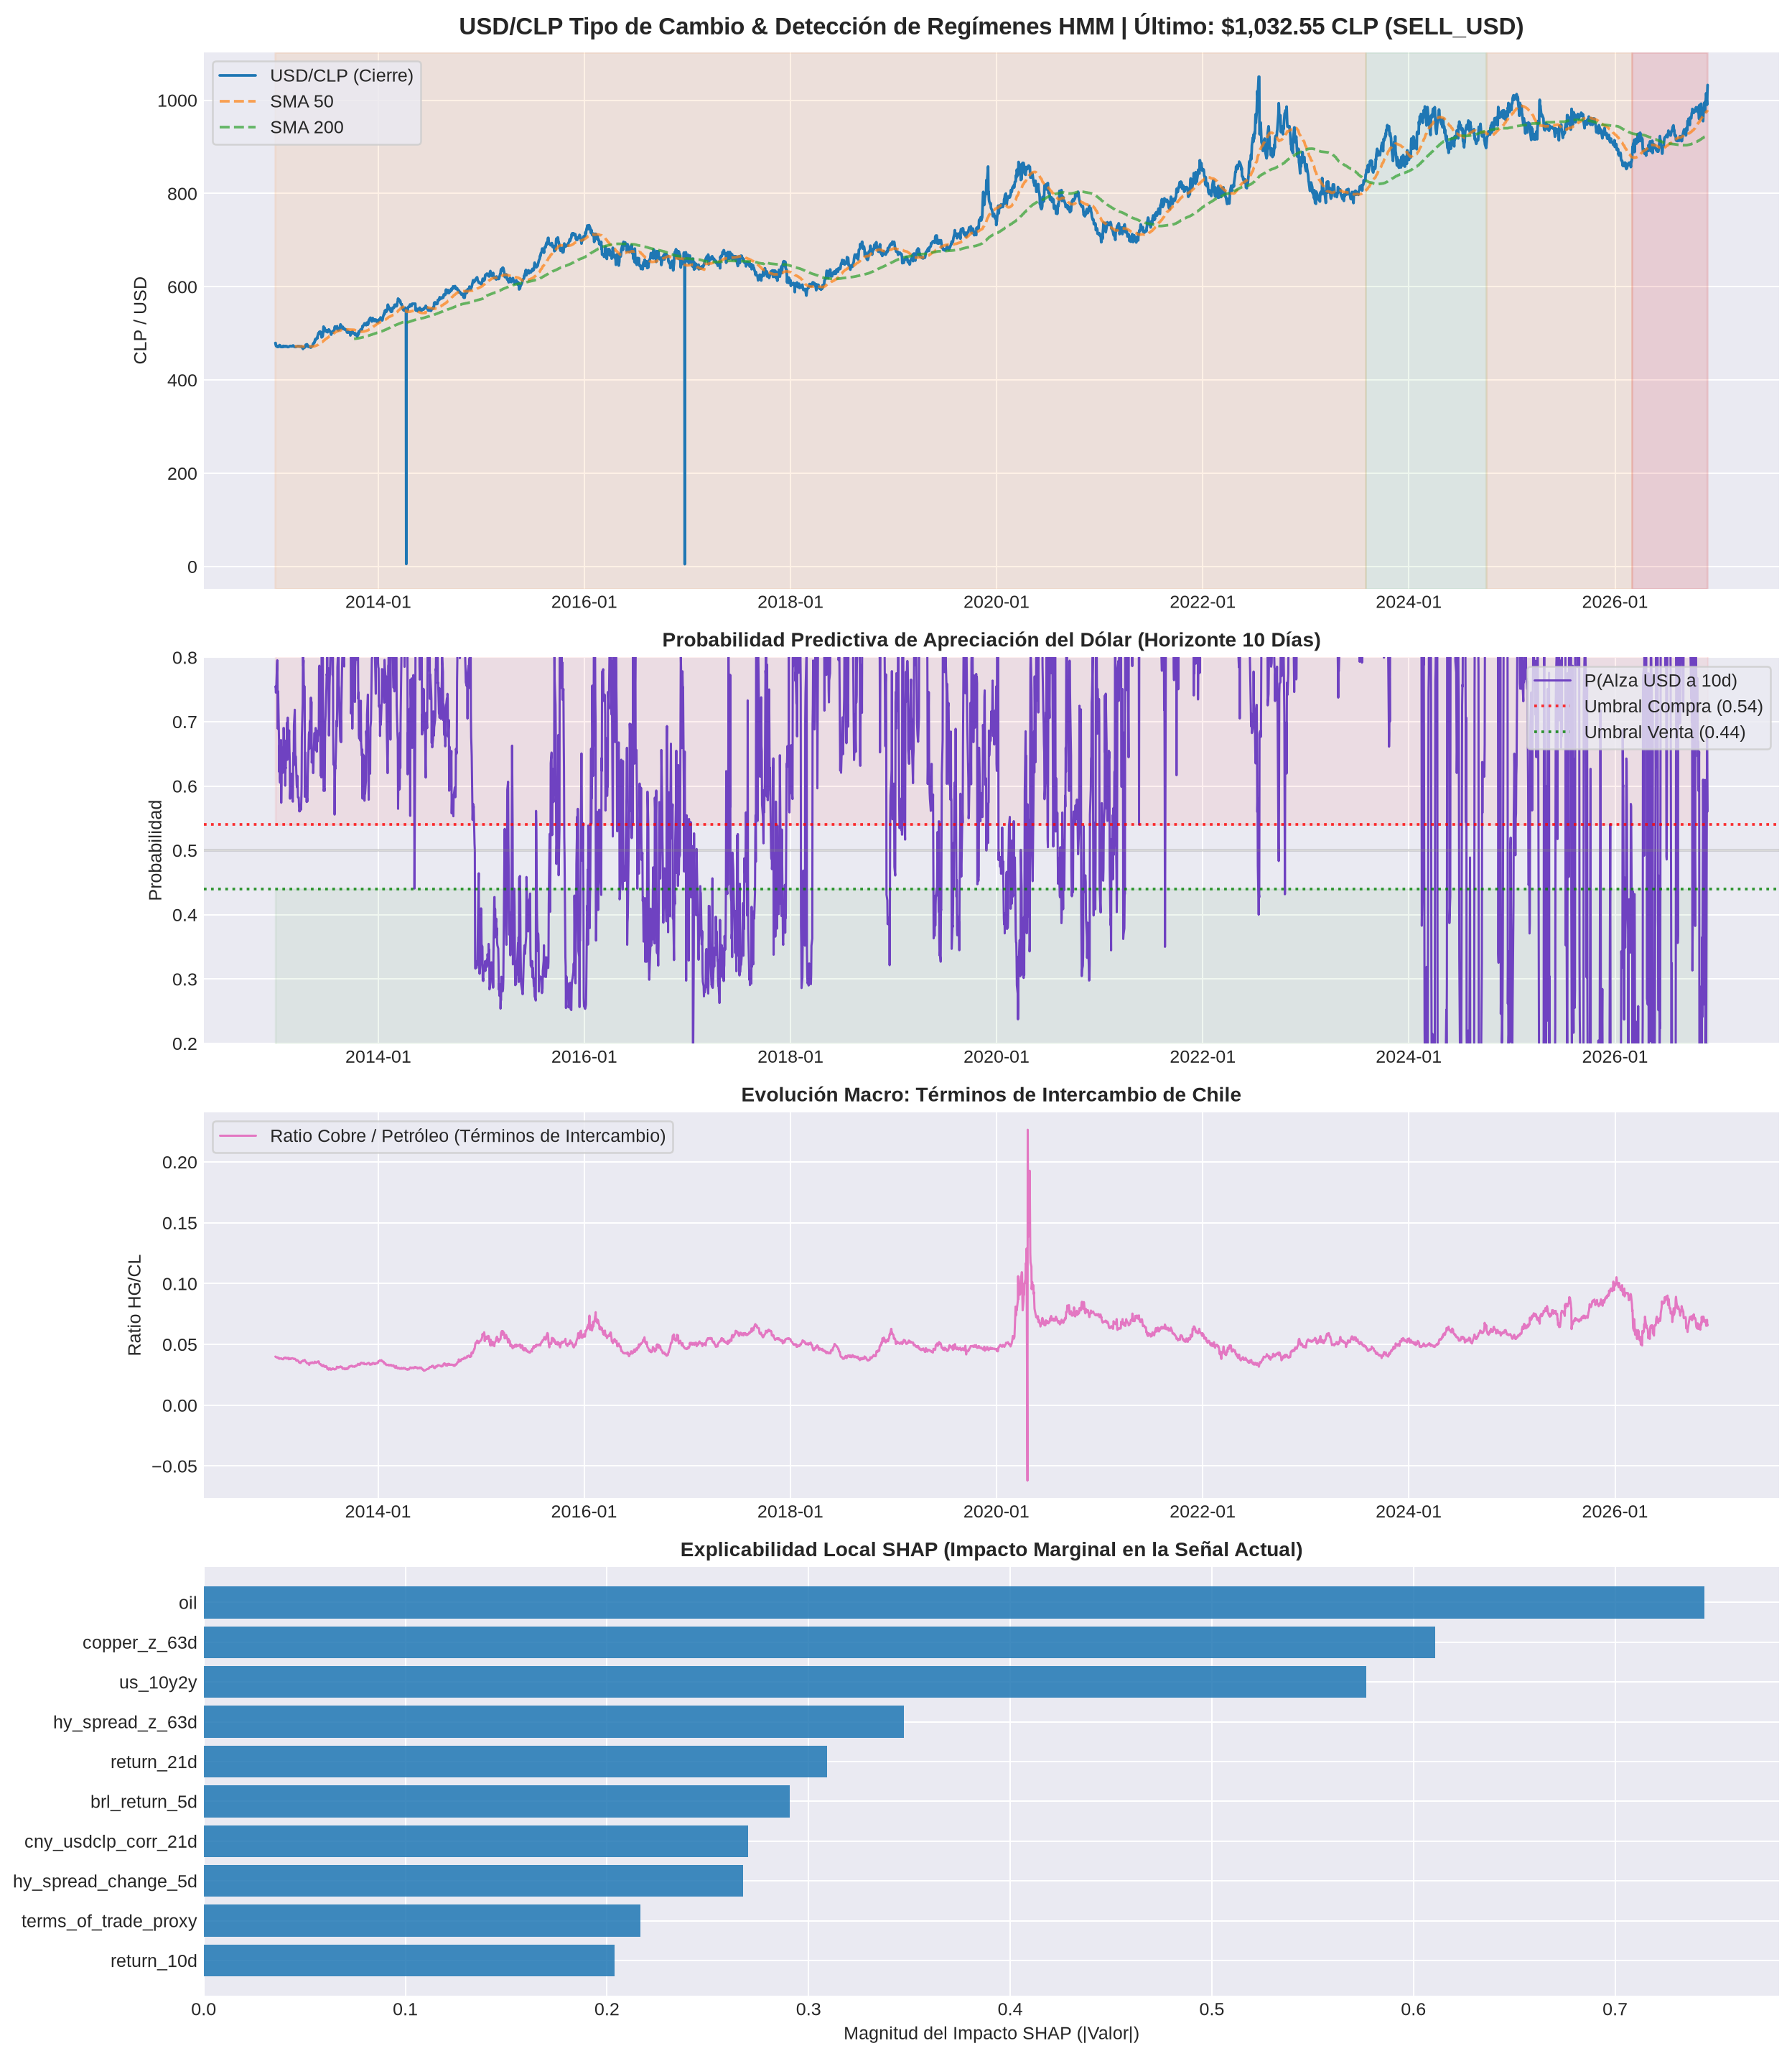 USD/CLP Tipo de Cambio & Detección de Regímenes HMM | Último: $1,032.55 CLP (SELL_USD)
USD/CLP (Cierre)
SMA 50
SMA 200
CLP / USD
1000
800
600
400
200
0
2014-01 2016-01 2018-01 2020-01 2022-01 2024-01 2026-01
Probabilidad Predictiva de Apreciación del Dólar (Horizonte 10 Días)
P(Alza USD a 10d)
Umbral Compra (0.54)
Umbral Venta (0.44)
Probabilidad
0.8
0.7
0.6
0.5
0.4
0.3
0.2
2014-01 2016-01 2018-01 2020-01 2022-01 2024-01 2026-01
Evolución Macro: Términos de Intercambio de Chile
Ratio Cobre / Petróleo (Términos de Intercambio)
Ratio HG/CL
0.20
0.15
0.10
0.05
0.00
−0.05
2014-01 2016-01 2018-01 2020-01 2022-01 2024-01 2026-01
Explicabilidad Local SHAP (Impacto Marginal en la Señal Actual)
oil
copper_z_63d
us_10y2y
hy_spread_z_63d
return_21d
brl_return_5d
cny_usdclp_corr_21d
hy_spread_change_5d
terms_of_trade_proxy
return_10d
0.0 0.1 0.2 0.3 0.4 0.5 0.6 0.7
Magnitud del Impacto SHAP (|Valor|)